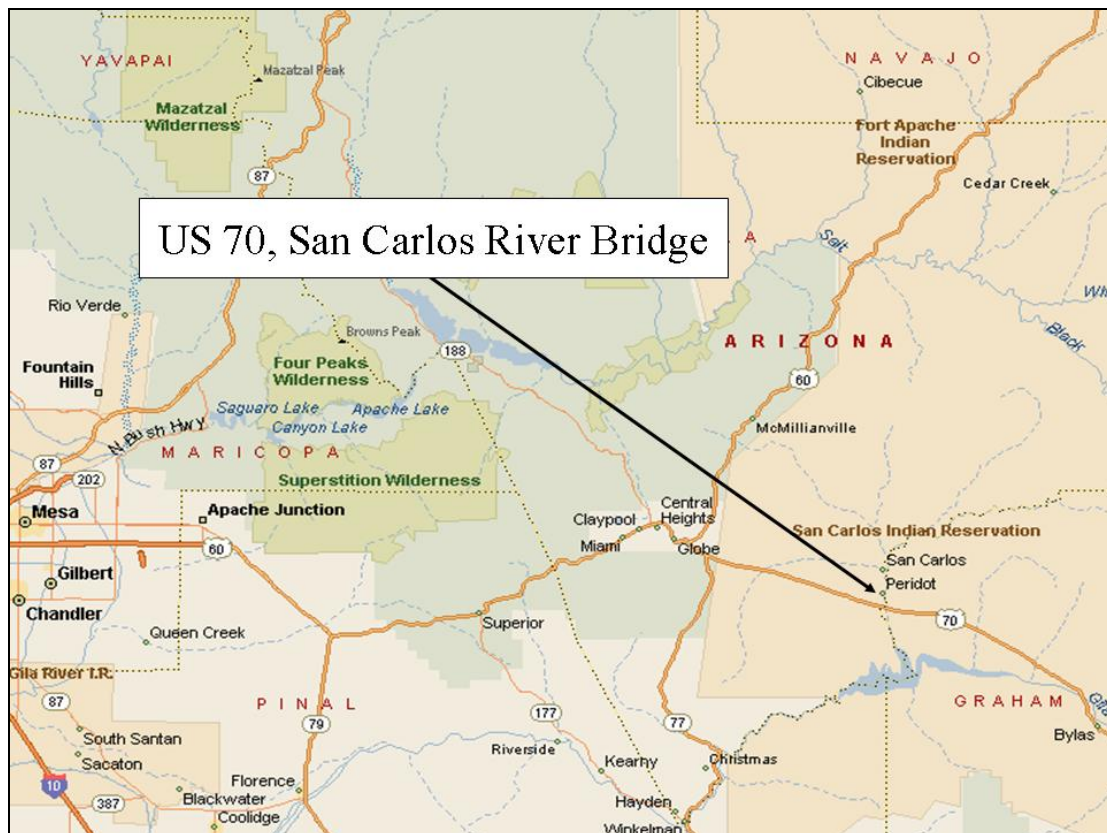 YAVAPAI
Mazatzal Peak
Mazatzal
Wilderness
87
NAVAJO
Cibecue
Fort Apache
Indian
Reservation
Cedar Creek
US 70, San Carlos River Bridge
A
Salt
Rio Verde
Browns Peak
188
ARIZONA
Black
Fountain
Hills
Four Peaks
Wilderness
60
Saguaro Lake
Apache Lake
Canyon Lake
N Bush Hwy
McMillianville
MARICOPA
87
202
Superstition Wilderness
Mesa
Apache Junction
60
Central
Heights
Claypool
Miami
Globe
San Carlos Indian Reservation
San Carlos
Peridot
Gilbert
Chandler
Superior
70
Queen Creek
Gila River I.R.
87
PINAL
79
177
77
GRAHAM
South Santan
Sacaton
Riverside
Kearny
Christmas
Bylas
10
387
Florence
Blackwater
Coolidge
Hayden
Winkelman